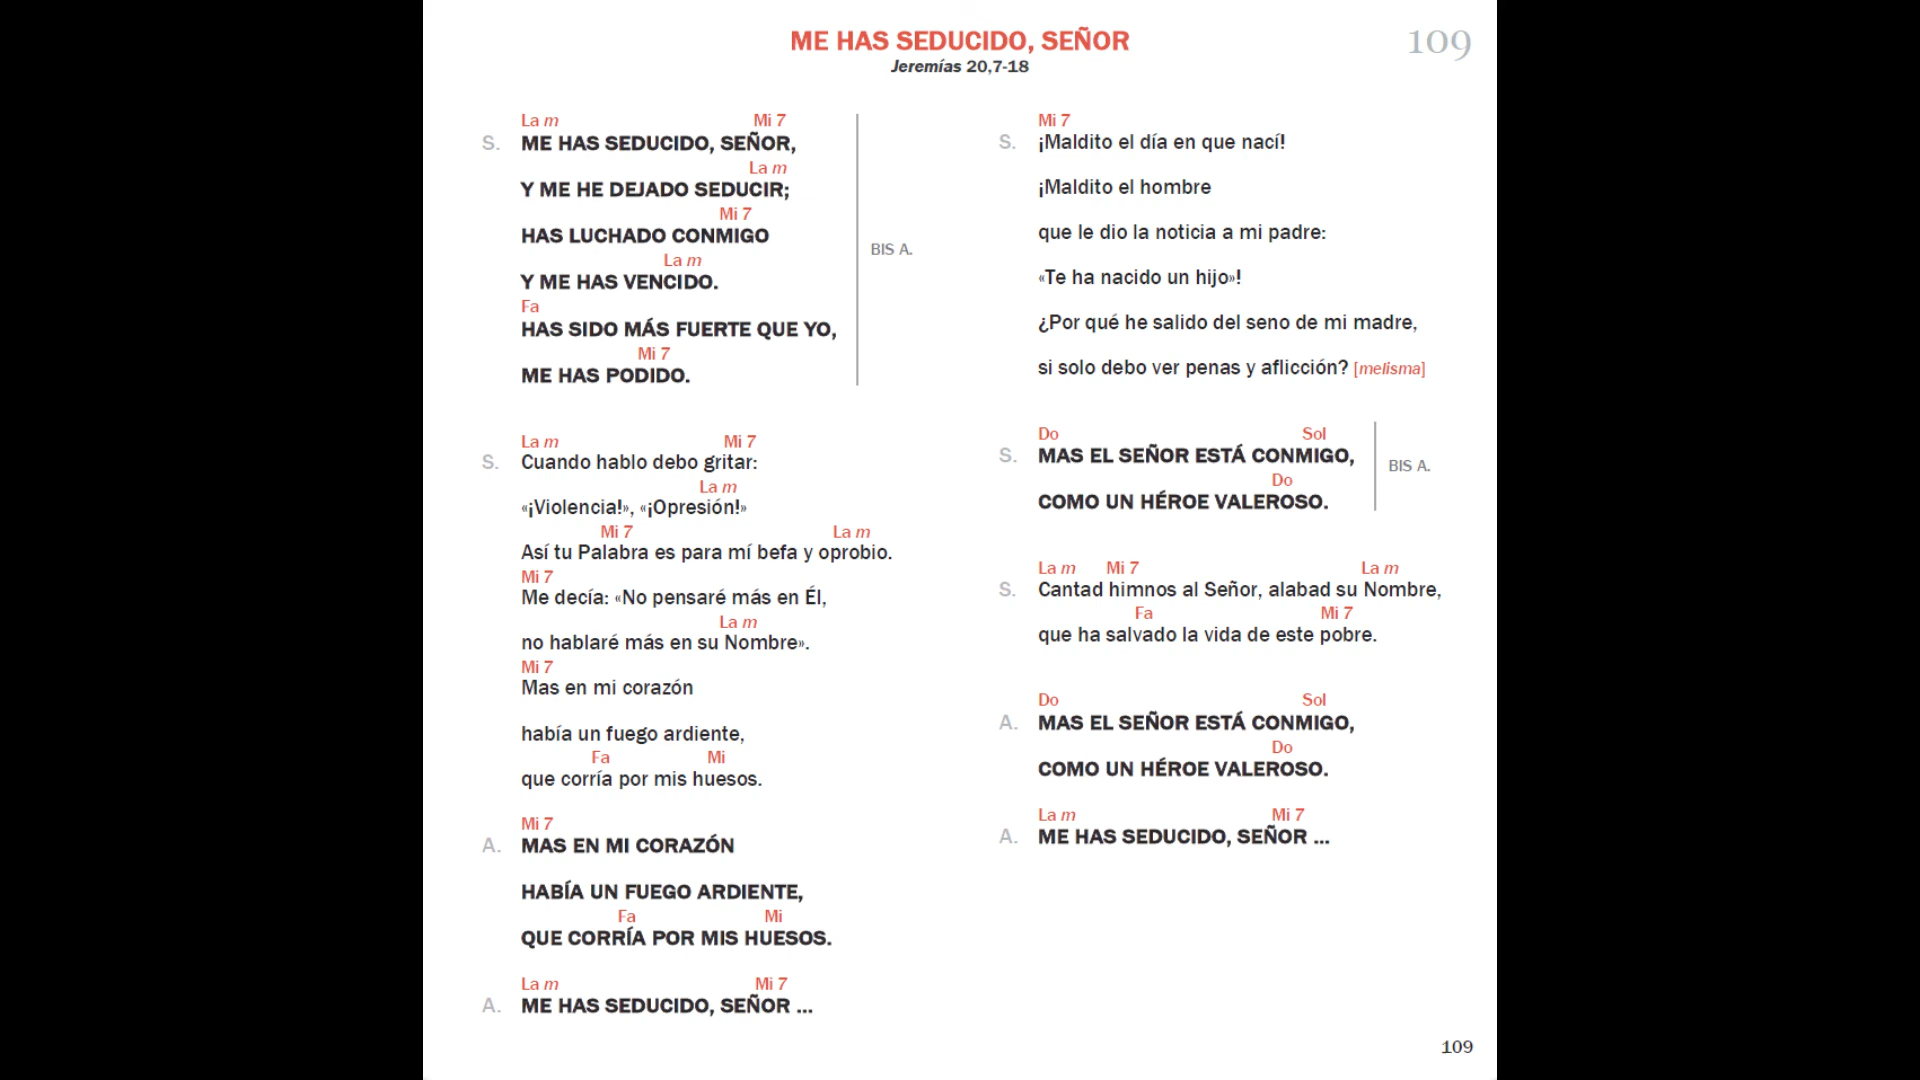 ME HAS SEDUCIDO, SEÑOR
109
Jeremías 20,7-18
La m Mi 7
S. ME HAS SEDUCIDO, SEÑOR,
La m
Y ME HE DEJADO SEDUCIR;
Mi 7
HAS LUCHADO CONMIGO
BIS A.
La m
Y ME HAS VENCIDO.
Fa
HAS SIDO MÁS FUERTE QUE YO,
Mi 7
ME HAS PODIDO.
La m Mi 7
S. Cuando hablo debo gritar:
La m
«¡Violencia!», «¡Opresión!»
Mi 7 La m
Así tu Palabra es para mí befa y oprobio.
Mi 7
Me decía: «No pensaré más en Él,
La m
no hablaré más en su Nombre».
Mi 7
Mas en mi corazón
había un fuego ardiente,
Fa Mi
que corría por mis huesos.
Mi 7
A. MAS EN MI CORAZÓN
HABÍA UN FUEGO ARDIENTE,
Fa Mi
QUE CORRÍA POR MIS HUESOS.
La m Mi 7
A. ME HAS SEDUCIDO, SEÑOR ...
Mi 7
S. ¡Maldito el día en que nací!
¡Maldito el hombre
que le dio la noticia a mi padre:
«Te ha nacido un hijo»!
¿Por qué he salido del seno de mi madre,
si solo debo ver penas y aflicción? [melisma]
Do Sol
S. MAS EL SEÑOR ESTÁ CONMIGO,
BIS A.
Do
COMO UN HÉROE VALEROSO.
La m Mi 7 La m
S. Cantad himnos al Señor, alabad su Nombre,
Fa Mi 7
que ha salvado la vida de este pobre.
Do Sol
A. MAS EL SEÑOR ESTÁ CONMIGO,
Do
COMO UN HÉROE VALEROSO.
La m Mi 7
A. ME HAS SEDUCIDO, SEÑOR ...
109